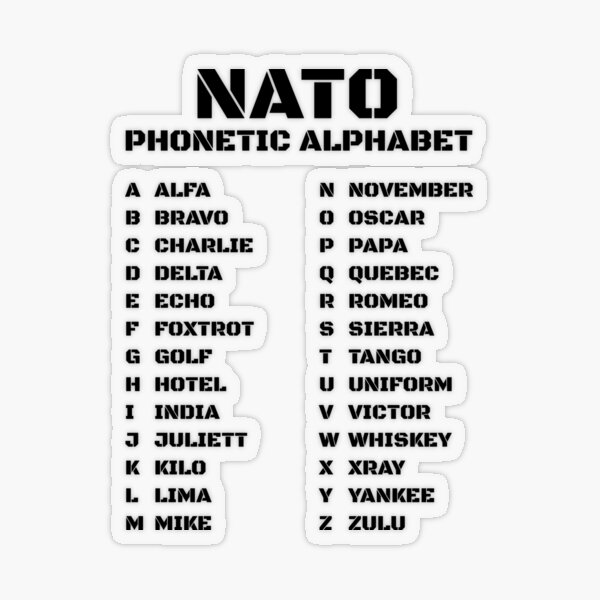 NATO
PHONETIC ALPHABET
A ALFA
B BRAVO
C CHARLIE
D DELTA
E ECHO
F FOXTROT
G GOLF
H HOTEL
I INDIA
J JULIETT
K KILO
L LIMA
M MIKE
N NOVEMBER
O OSCAR
P PAPA
Q QUEBEC
R ROMEO
S SIERRA
T TANGO
U UNIFORM
V VICTOR
W WHISKEY
X XRAY
Y YANKEE
Z ZULU